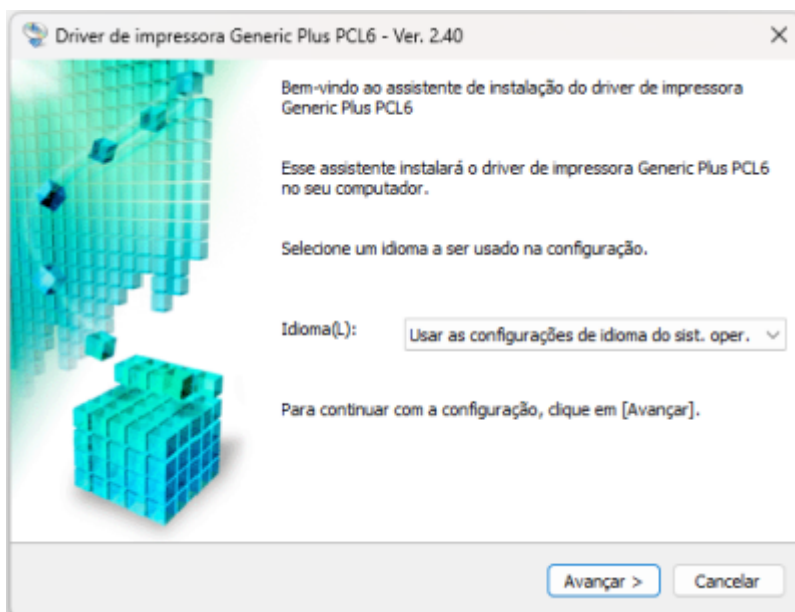 Driver de impressora Generic Plus PCL6 - Ver. 2.40
Bem-vindo ao assistente de instalação do driver de impressora
Generic Plus PCL6
Esse assistente instalará o driver de impressora Generic Plus PCL6
no seu computador.
Selecione um idioma a ser usado na configuração.
Idioma(L): Usar as configurações de idioma do sist. oper.
Para continuar com a configuração, clique em [Avançar].
Avançar > Cancelar